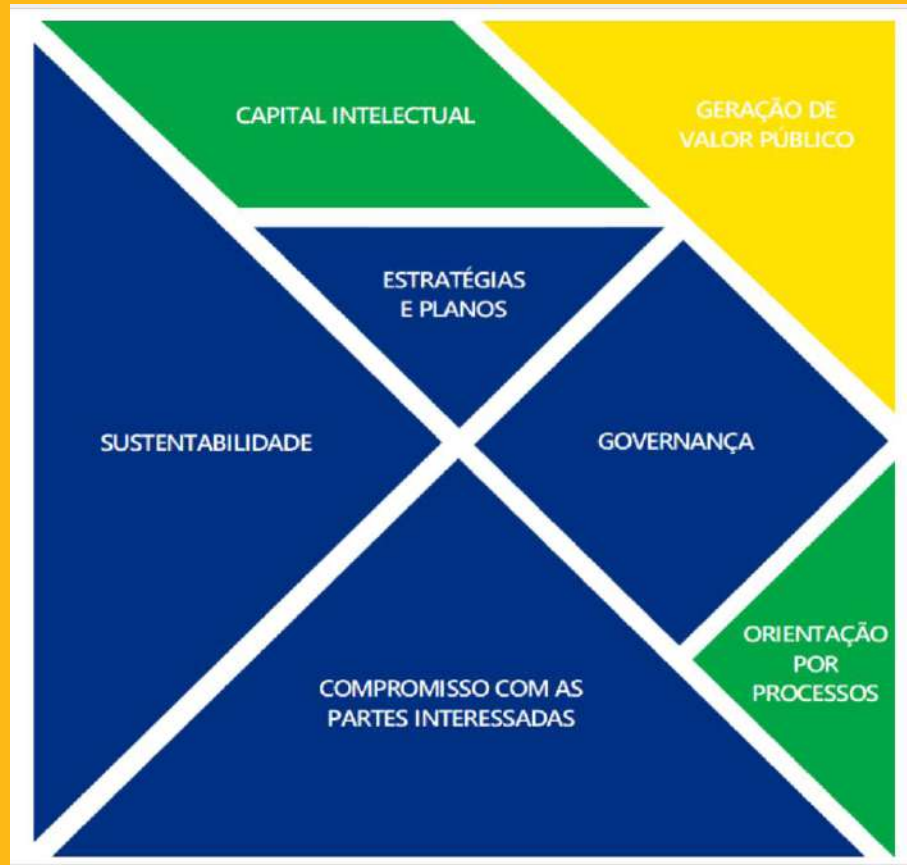 CAPITAL INTELECTUAL
GERAÇÃO DE
VALOR PÚBLICO
ESTRATÉGIAS
E PLANOS
SUSTENTABILIDADE
GOVERNANÇA
ORIENTAÇÃO
POR
PROCESSOS
COMPROMISSO COM AS
PARTES INTERESSADAS